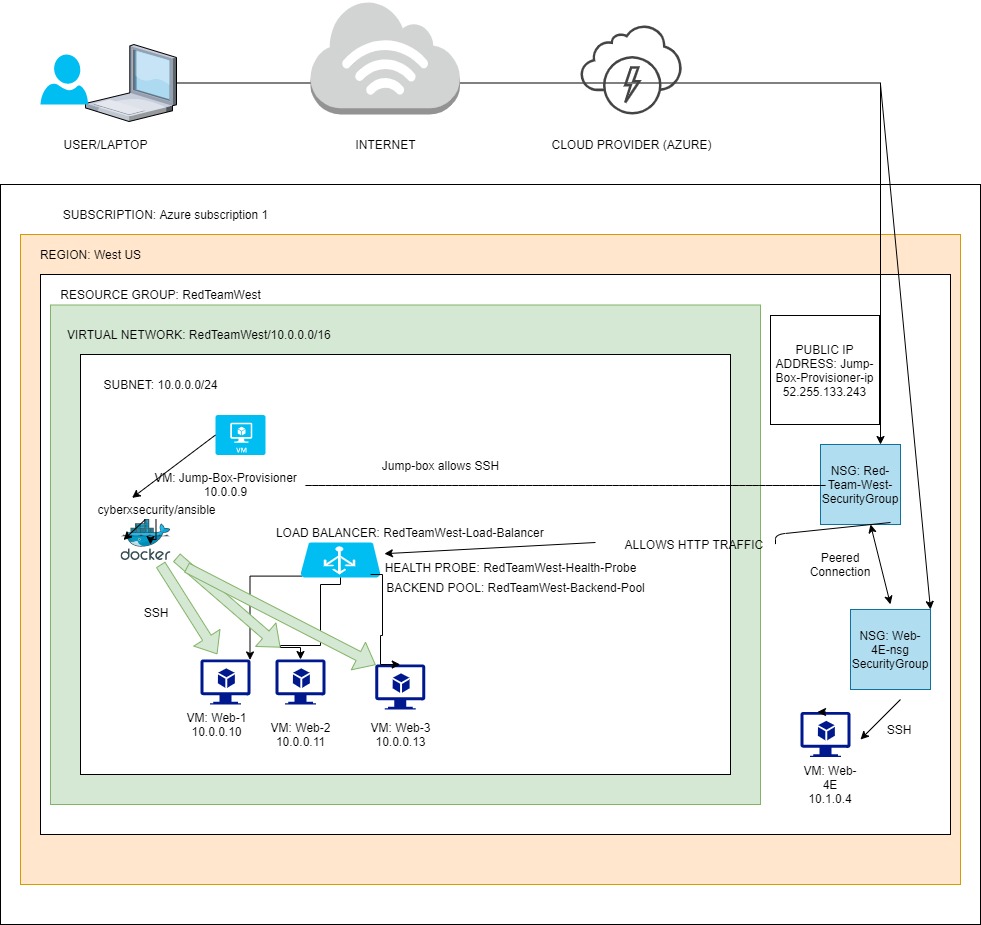 USER/LAPTOP
INTERNET
CLOUD PROVIDER (AZURE)
SUBSCRIPTION: Azure subscription 1
REGION: West US
RESOURCE GROUP: RedTeamWest
VIRTUAL NETWORK: RedTeamWest/10.0.0.0/16
SUBNET: 10.0.0.0/24
PUBLIC IP
ADDRESS: Jump-
Box-Provisioner-ip
52.255.133.243
VM
VM: Jump-Box-Provisioner
10.0.0.9
Jump-box allows SSH
NSG: Red-
Team-West-
SecurityGroup
cyberxsecurity/ansible
docker
LOAD BALANCER: RedTeamWest-Load-Balancer
ALLOWS HTTP TRAFFIC
HEALTH PROBE: RedTeamWest-Health-Probe
BACKEND POOL: RedTeamWest-Backend-Pool
Peered
Connection
SSH
NSG: Web-
4E-nsg
SecurityGroup
VM: Web-1
10.0.0.10
VM: Web-2
10.0.0.11
VM: Web-3
10.0.0.13
SSH
VM: Web-
4E
10.1.0.4